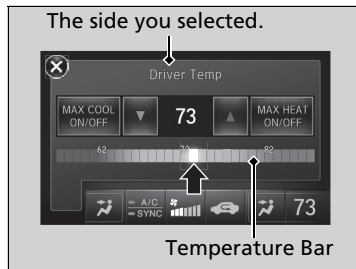 The side you selected.
Driver Temp
MAX COOL ON/OFF
73
MAX HEAT ON/OFF
62 72 82
A/C
SYNC
73
Temperature Bar